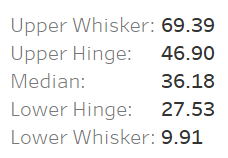 Upper Whisker: 69.39
Upper Hinge: 46.90
Median: 36.18
Lower Hinge: 27.53
Lower Whisker: 9.91